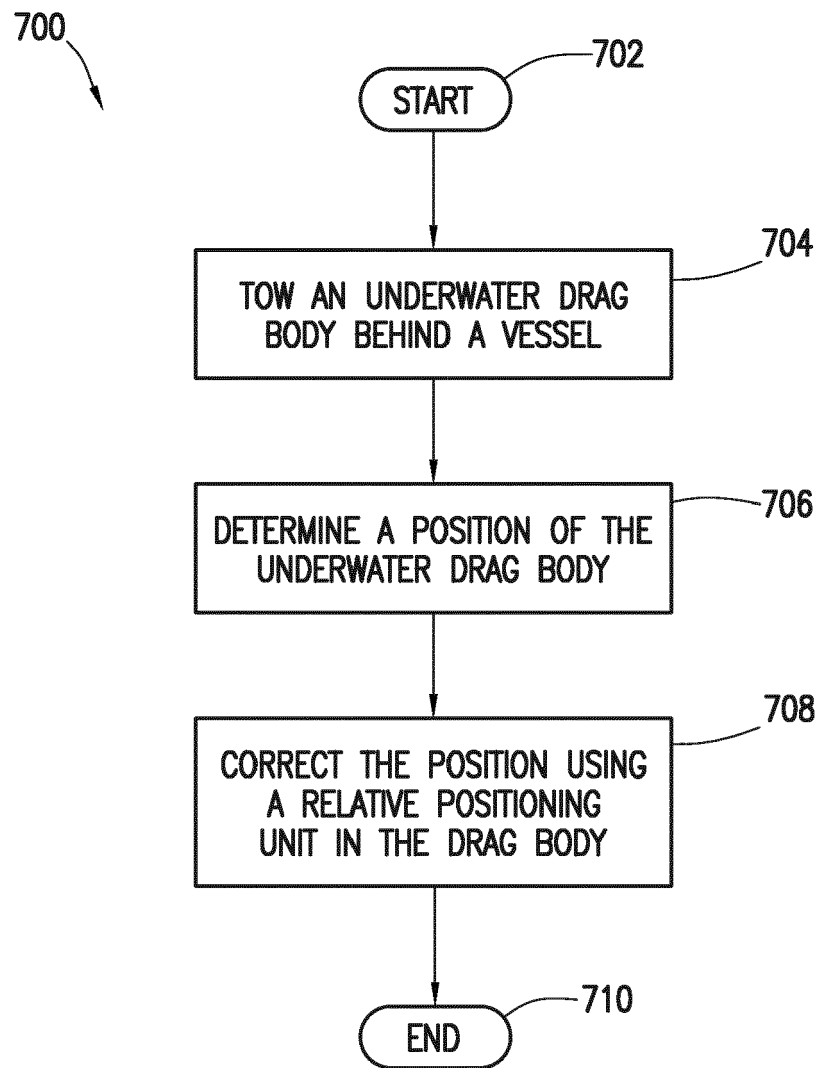 700
702
START
704
TOW AN UNDERWATER DRAG
BODY BEHIND A VESSEL
706
DETERMINE A POSITION OF THE
UNDERWATER DRAG BODY
708
CORRECT THE POSITION USING
A RELATIVE POSITIONING
UNIT IN THE DRAG BODY
710
END